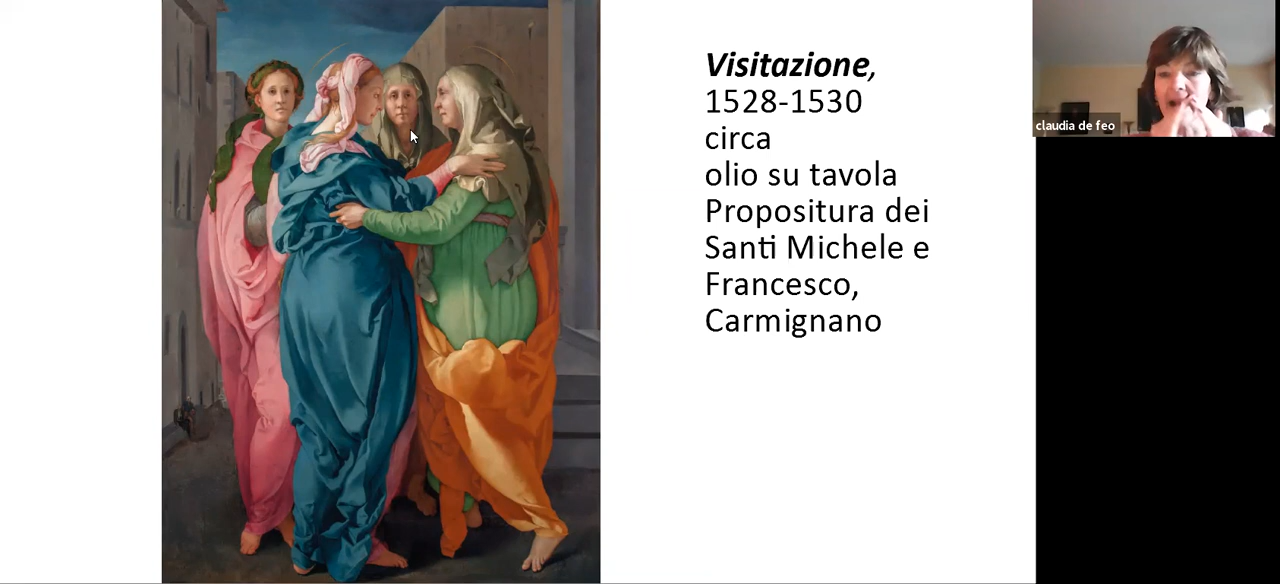 Visitazione,
1528-1530
circa
olio su tavola
Propositura dei
Santi Michele e
Francesco,
Carmignano
claudia de feo